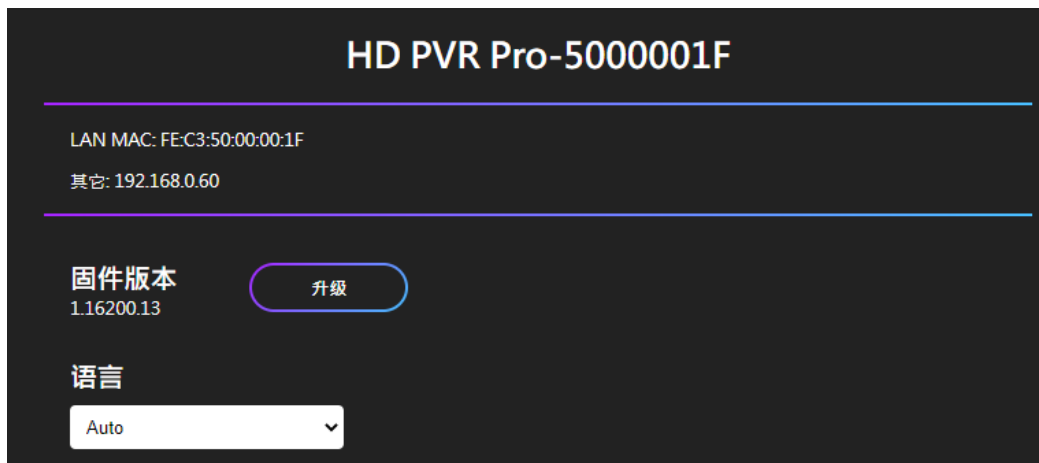 HD PVR Pro-5000001F
LAN MAC: FE:C3:50:00:00:1F
其它: 192.168.0.60
固件版本
升级
1.16200.13
语言
Auto